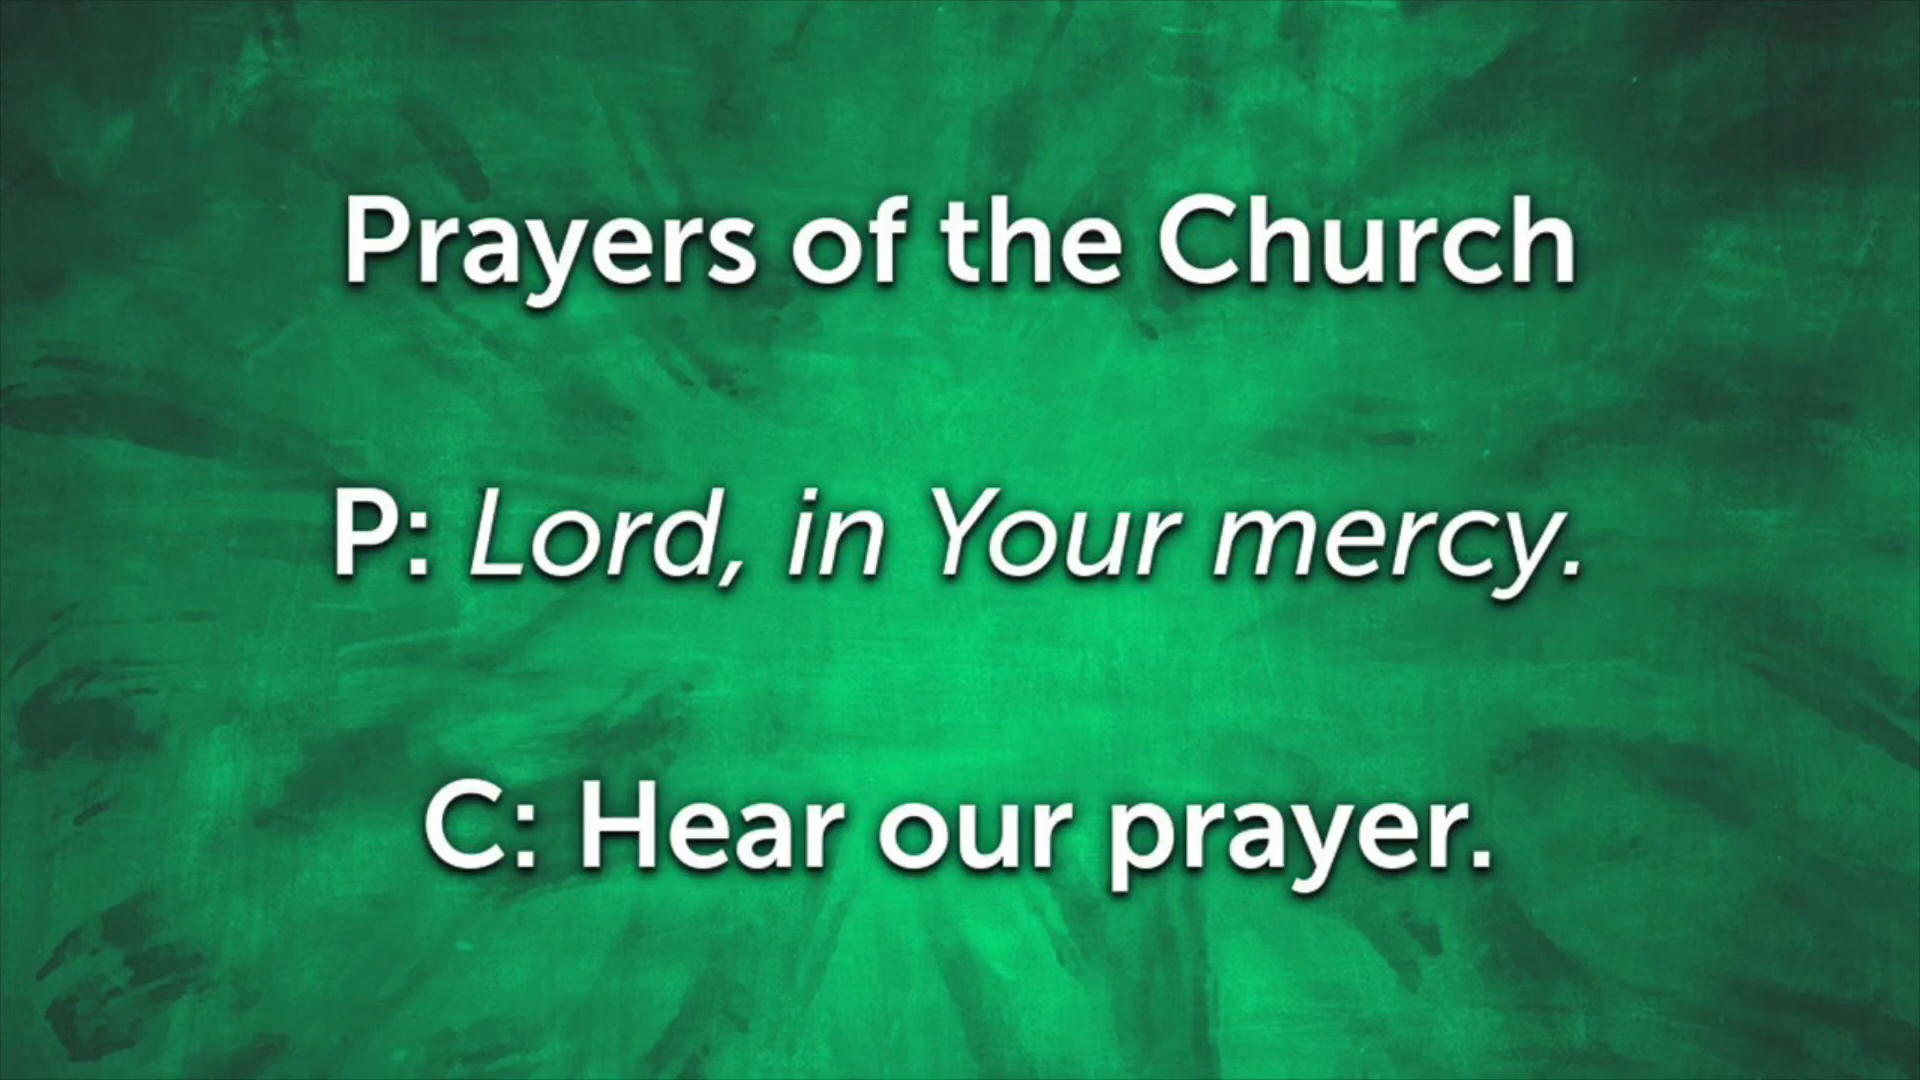 Prayers of the Church
P: Lord, in Your mercy.
C: Hear our prayer.